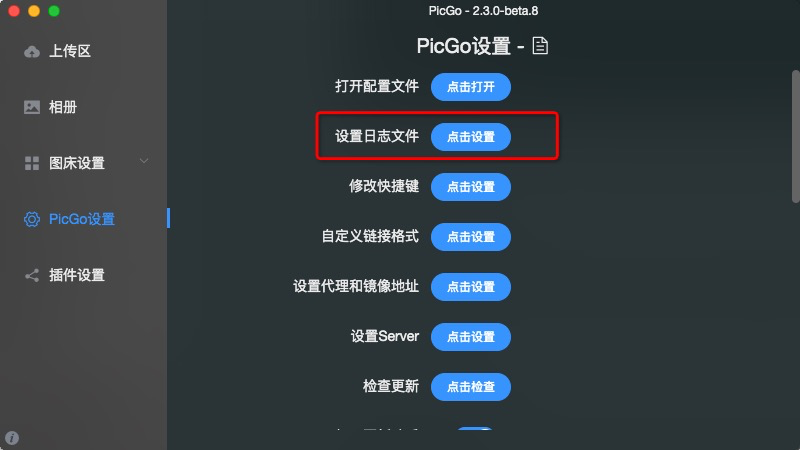 PicGo - 2.3.0-beta.8
上传区
相册
图床设置
PicGo设置
插件设置
PicGo设置 -
打开配置文件 点击打开
设置日志文件 点击设置
修改快捷键 点击设置
自定义链接格式 点击设置
设置代理和镜像地址 点击设置
设置Server 点击设置
检查更新 点击检查